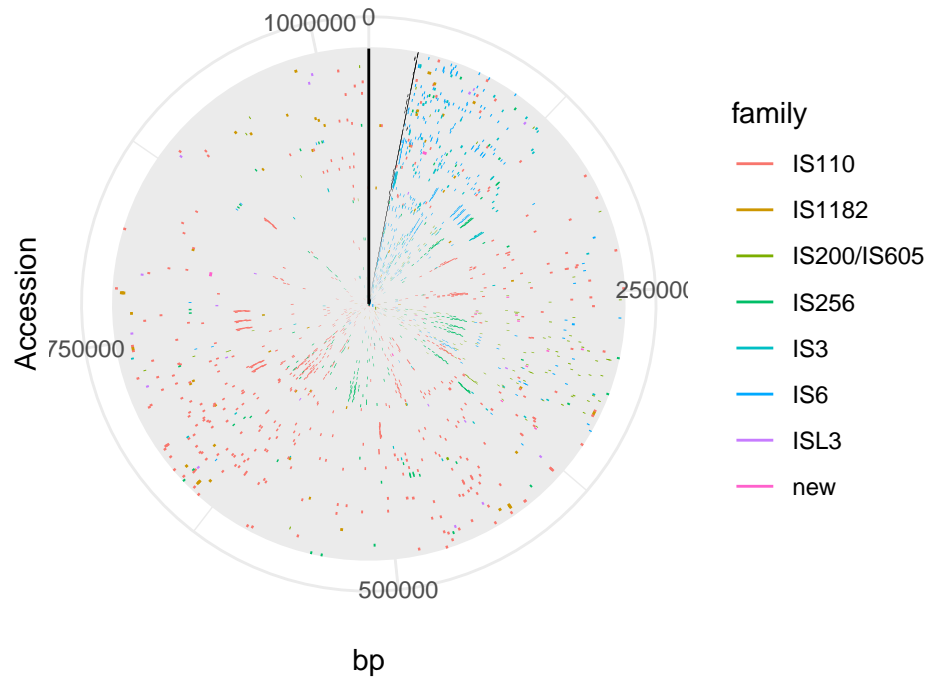 1000000
0
250000
500000
750000
Accession
bp
family
IS110
IS1182
IS200/IS605
IS256
IS3
IS6
ISL3
new